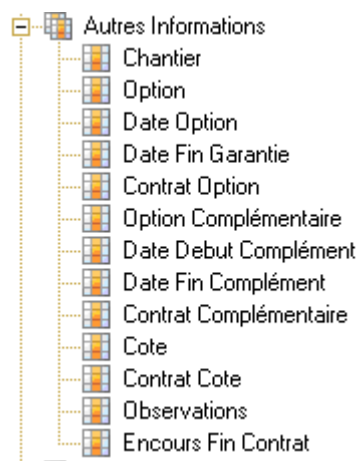 Autres Informations
Chantier
Option
Date Option
Date Fin Garantie
Contrat Option
Option Complémentaire
Date Debut Complément
Date Fin Complément
Contrat Complémentaire
Cote
Contrat Cote
Observations
Encours Fin Contrat